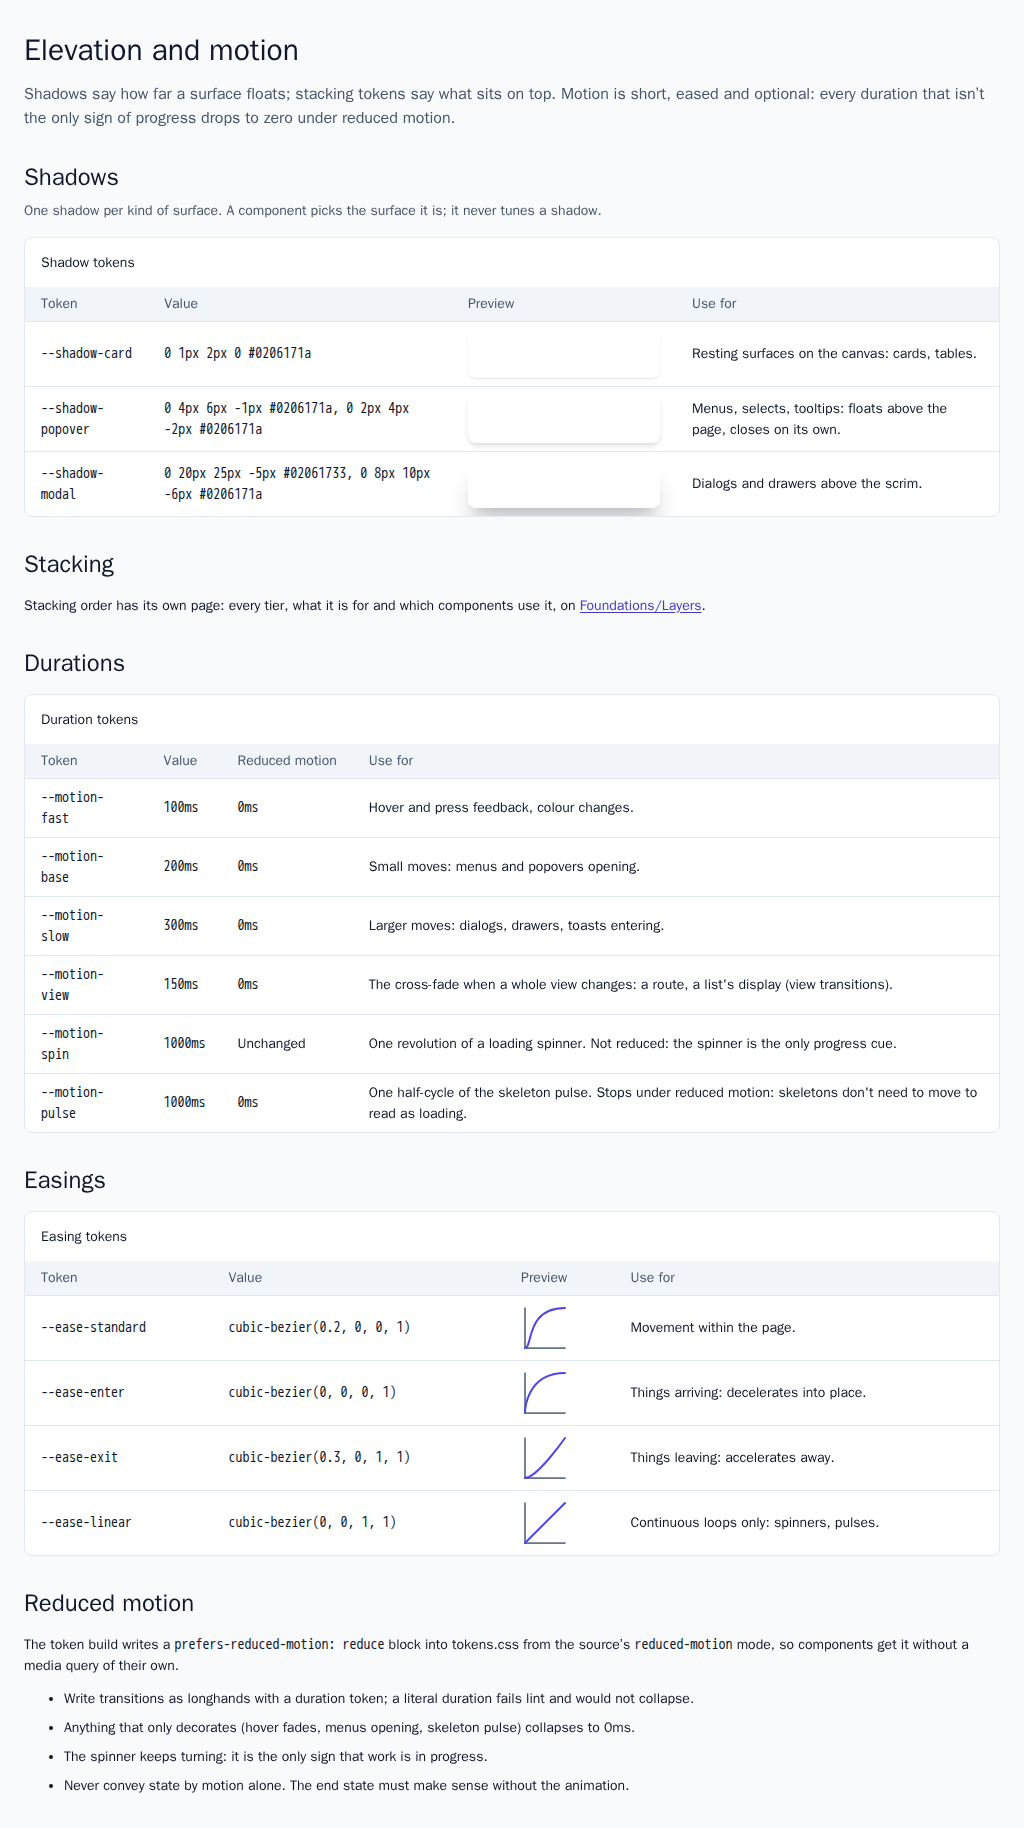 Elevation and motion
Shadows say how far a surface floats; stacking tokens say what sits on top. Motion is short, eased and optional: every duration that isn't
the only sign of progress drops to zero under reduced motion.
Shadows
One shadow per kind of surface. A component picks the surface it is; it never tunes a shadow.
Shadow tokens
Token Value Preview Use for
--shadow-card 0 1px 2px 0 #0206171a Resting surfaces on the canvas: cards, tables.
--shadow- 0 4px 6px -1px #0206171a, 0 2px 4px Menus, selects, tooltips: floats above the
popover -2px #0206171a page, closes on its own.
--shadow- 0 20px 25px -5px #02061733, 0 8px 10px
modal -6px #0206171a Dialogs and drawers above the scrim.
Stacking
Stacking order has its own page: every tier, what it is for and which components use it, on Foundations/Layers.
Durations
Duration tokens
Token Value Reduced motion Use for
--motion-
fast 100ms 0ms Hover and press feedback, colour changes.
--motion-
base 200ms 0ms Small moves: menus and popovers opening.
--motion-
slow 300ms 0ms Larger moves: dialogs, drawers, toasts entering.
--motion-
view 150ms 0ms The cross-fade when a whole view changes: a route, a list's display (view transitions).
--motion-
spin 1000ms Unchanged One revolution of a loading spinner. Not reduced: the spinner is the only progress cue.
--motion- One half-cycle of the skeleton pulse. Stops under reduced motion: skeletons don't need to move to
pulse 1000ms 0ms read as loading.
Easings
Easing tokens
Token Value Preview Use for
--ease-standard cubic-bezier(0.2, 0, 0, 1) Movement within the page.
--ease-enter cubic-bezier(0, 0, 0, 1) Things arriving: decelerates into place.
--ease-exit cubic-bezier(0.3, 0, 1, 1) Things leaving: accelerates away.
--ease-linear cubic-bezier(0, 0, 1, 1) Continuous loops only: spinners, pulses.
Reduced motion
The token build writes a prefers-reduced-motion: reduce block into tokens.css from the source's reduced-motion mode, so components get it without a
media query of their own.
• Write transitions as longhands with a duration token; a literal duration fails lint and would not collapse.
• Anything that only decorates (hover fades, menus opening, skeleton pulse) collapses to 0ms.
• The spinner keeps turning: it is the only sign that work is in progress.
• Never convey state by motion alone. The end state must make sense without the animation.